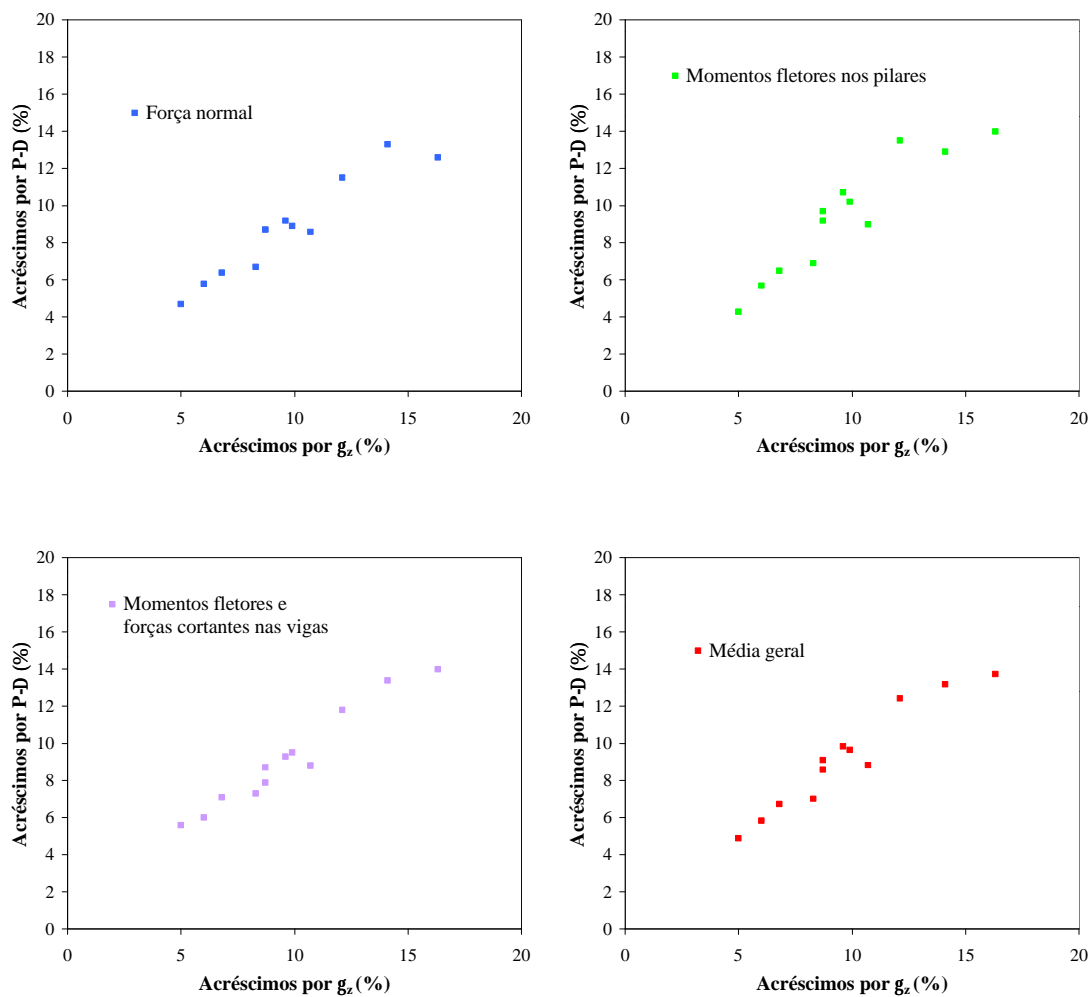 20
18
16
14
12
10
8
6
4
2
0
0 5 10 15 20
Acréscimos por P-D (%)
Acréscimos por gz (%)
Força normal
20
18
16
14
12
10
8
6
4
2
0
0 5 10 15 20
Acréscimos por P-D (%)
Acréscimos por gz (%)
Momentos fletores nos pilares
20
18
16
14
12
10
8
6
4
2
0
0 5 10 15 20
Acréscimos por P-D (%)
Acréscimos por gz (%)
Momentos fletores e
forças cortantes nas vigas
20
18
16
14
12
10
8
6
4
2
0
0 5 10 15 20
Acréscimos por P-D (%)
Acréscimos por gz (%)
Média geral